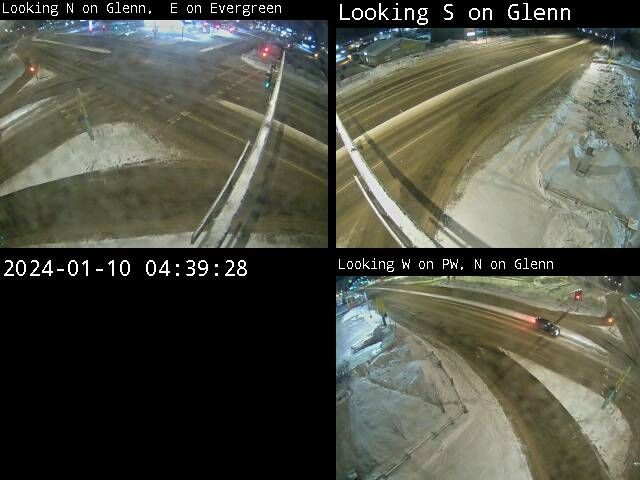 Looking N on Glenn,  E on Evergreen
Looking S on Glenn
2024-01-10 04:39:28
Looking W on PW, N on Glenn